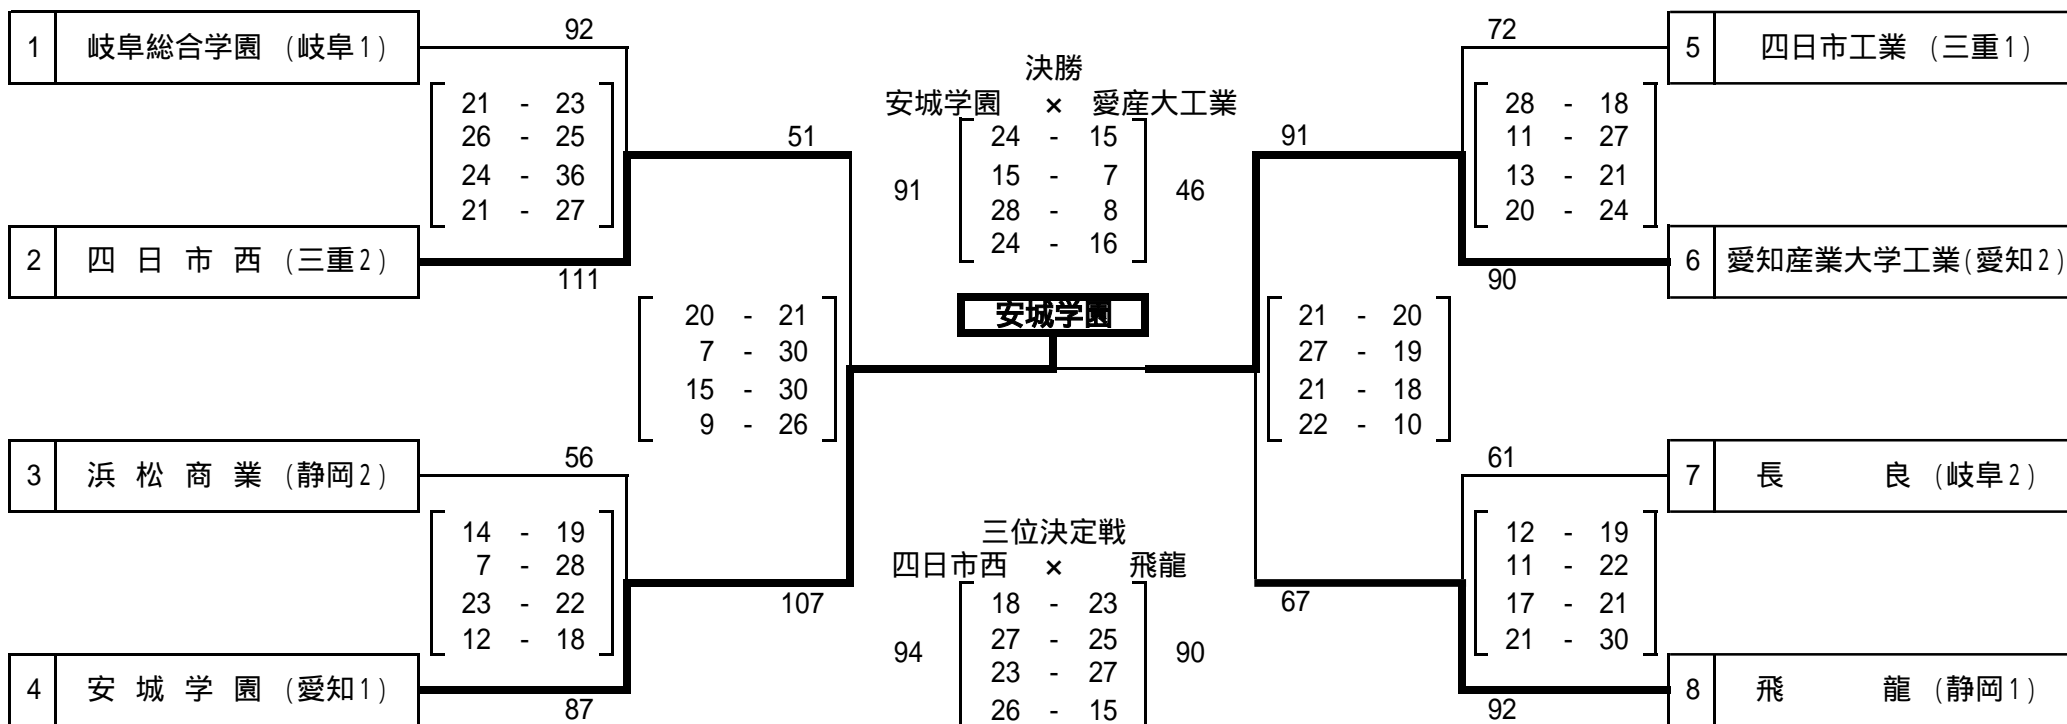 1 岐阜総合学園 (岐阜1)
92
21 - 23
26 - 25
24 - 36
21 - 27
2 四日市西 (三重2)
111
51
20 - 21
7 - 30
15 - 30
9 - 26
3 浜松商業 (静岡2)
56
14 - 19
7 - 28
23 - 22
12 - 18
4 安城学園 (愛知1)
87
107
決勝
安城学園 × 愛産大工業
91
24 - 15
15 - 7
28 - 8
24 - 16
46
安城学園
三位決定戦
四日市西 × 飛龍
94
18 - 23
27 - 25
23 - 27
26 - 15
90
72
5 四日市工業 (三重1)
28 - 18
11 - 27
13 - 21
20 - 24
91
90
6 愛知産業大学工業(愛知2)
21 - 20
27 - 19
21 - 18
22 - 10
61
7 長良 (岐阜2)
12 - 19
11 - 22
17 - 21
21 - 30
67
92
8 飛龍 (静岡1)